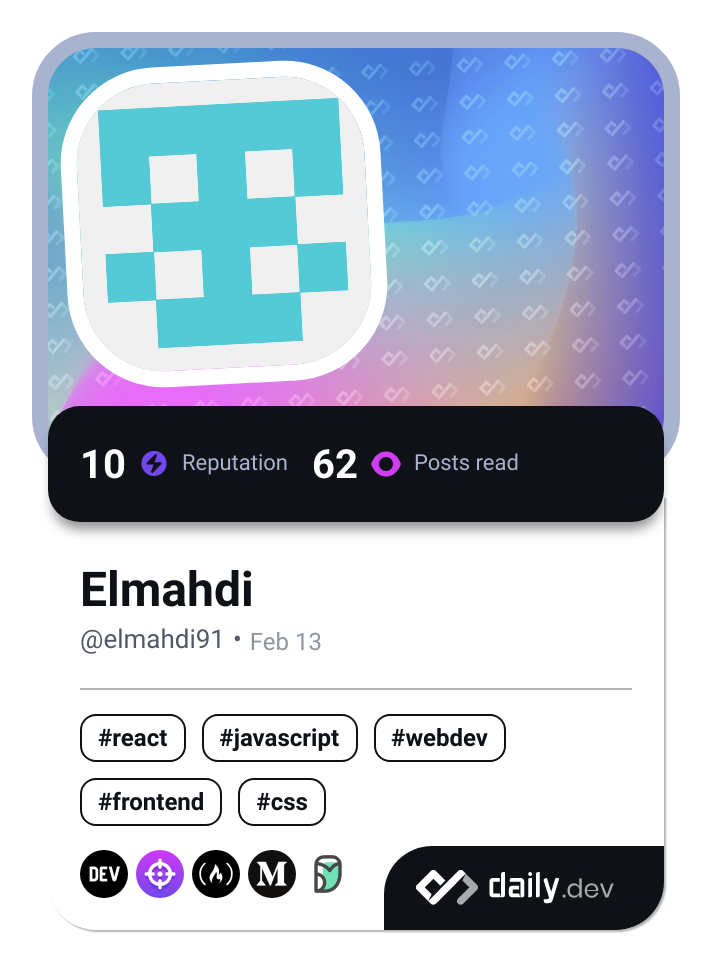 10 Reputation 62 Posts read
Elmahdi
@elmahdi91 • Feb 13
#react #javascript #webdev
#frontend #css
DEV M daily.dev